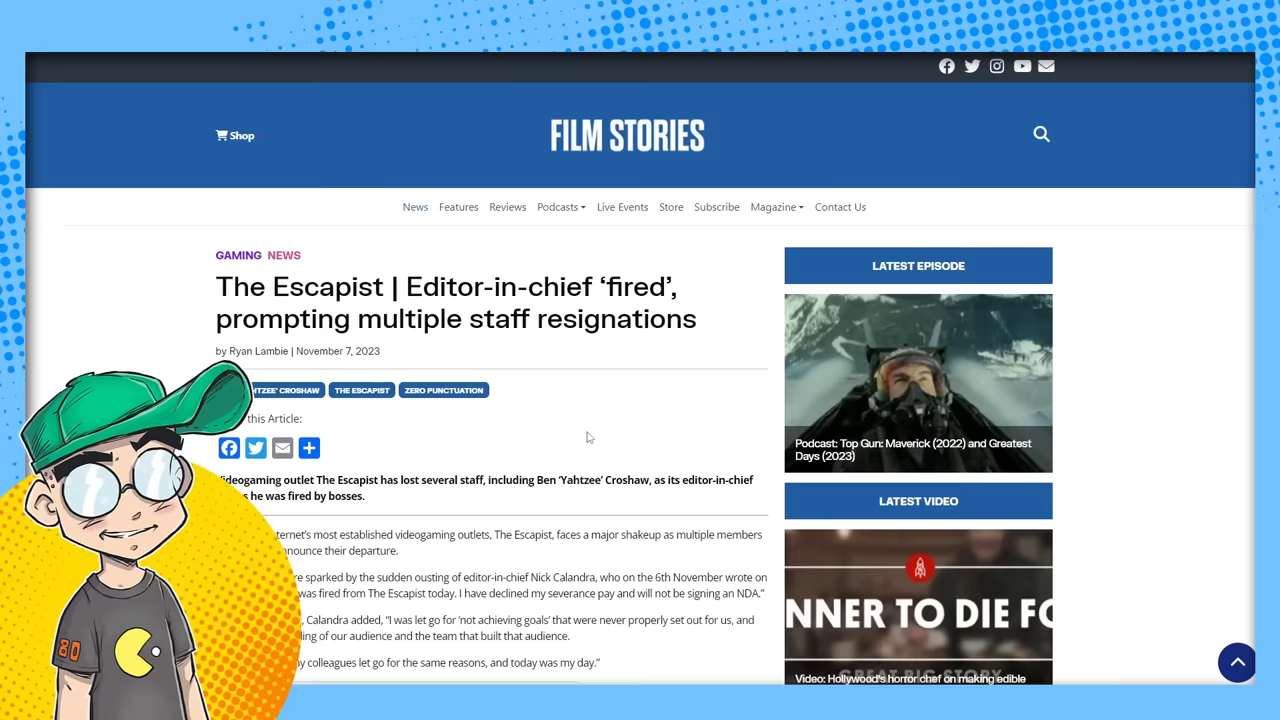 Shop
FILM STORIES
News Features Reviews Podcasts Live Events Store Subscribe Magazine Contact Us
GAMING NEWS
The Escapist | Editor-in-chief ‘fired’,
prompting multiple staff resignations
by Ryan Lambie | November 7, 2023
HTZEE’ CROSHAW THE ESCAPIST ZERO PUNCTUATION
this Article:
ideogaming outlet The Escapist has lost several staff, including Ben ‘Yahtzee’ Croshaw, as its editor-in-chief
he was fired by bosses.
ternet’s most established videogaming outlets, The Escapist, faces a major shakeup as multiple members
nnounce their departure.
re sparked by the sudden ousting of editor-in-chief Nick Calandra, who on the 6th November wrote on
was fired from The Escapist today. I have declined my severance pay and will not be signing an NDA.”
, Calandra added, “I was let go for ‘not achieving goals’ that were never properly set out for us, and
ing of our audience and the team that built that audience.
y colleagues let go for the same reasons, and today was my day.”
LATEST EPISODE
Podcast: Top Gun: Maverick (2022) and Greatest
Days (2023)
LATEST VIDEO
NNER TO DIE FO
GREAT BIG STORY
Video: Hollywood’s horror chef on making edible
80